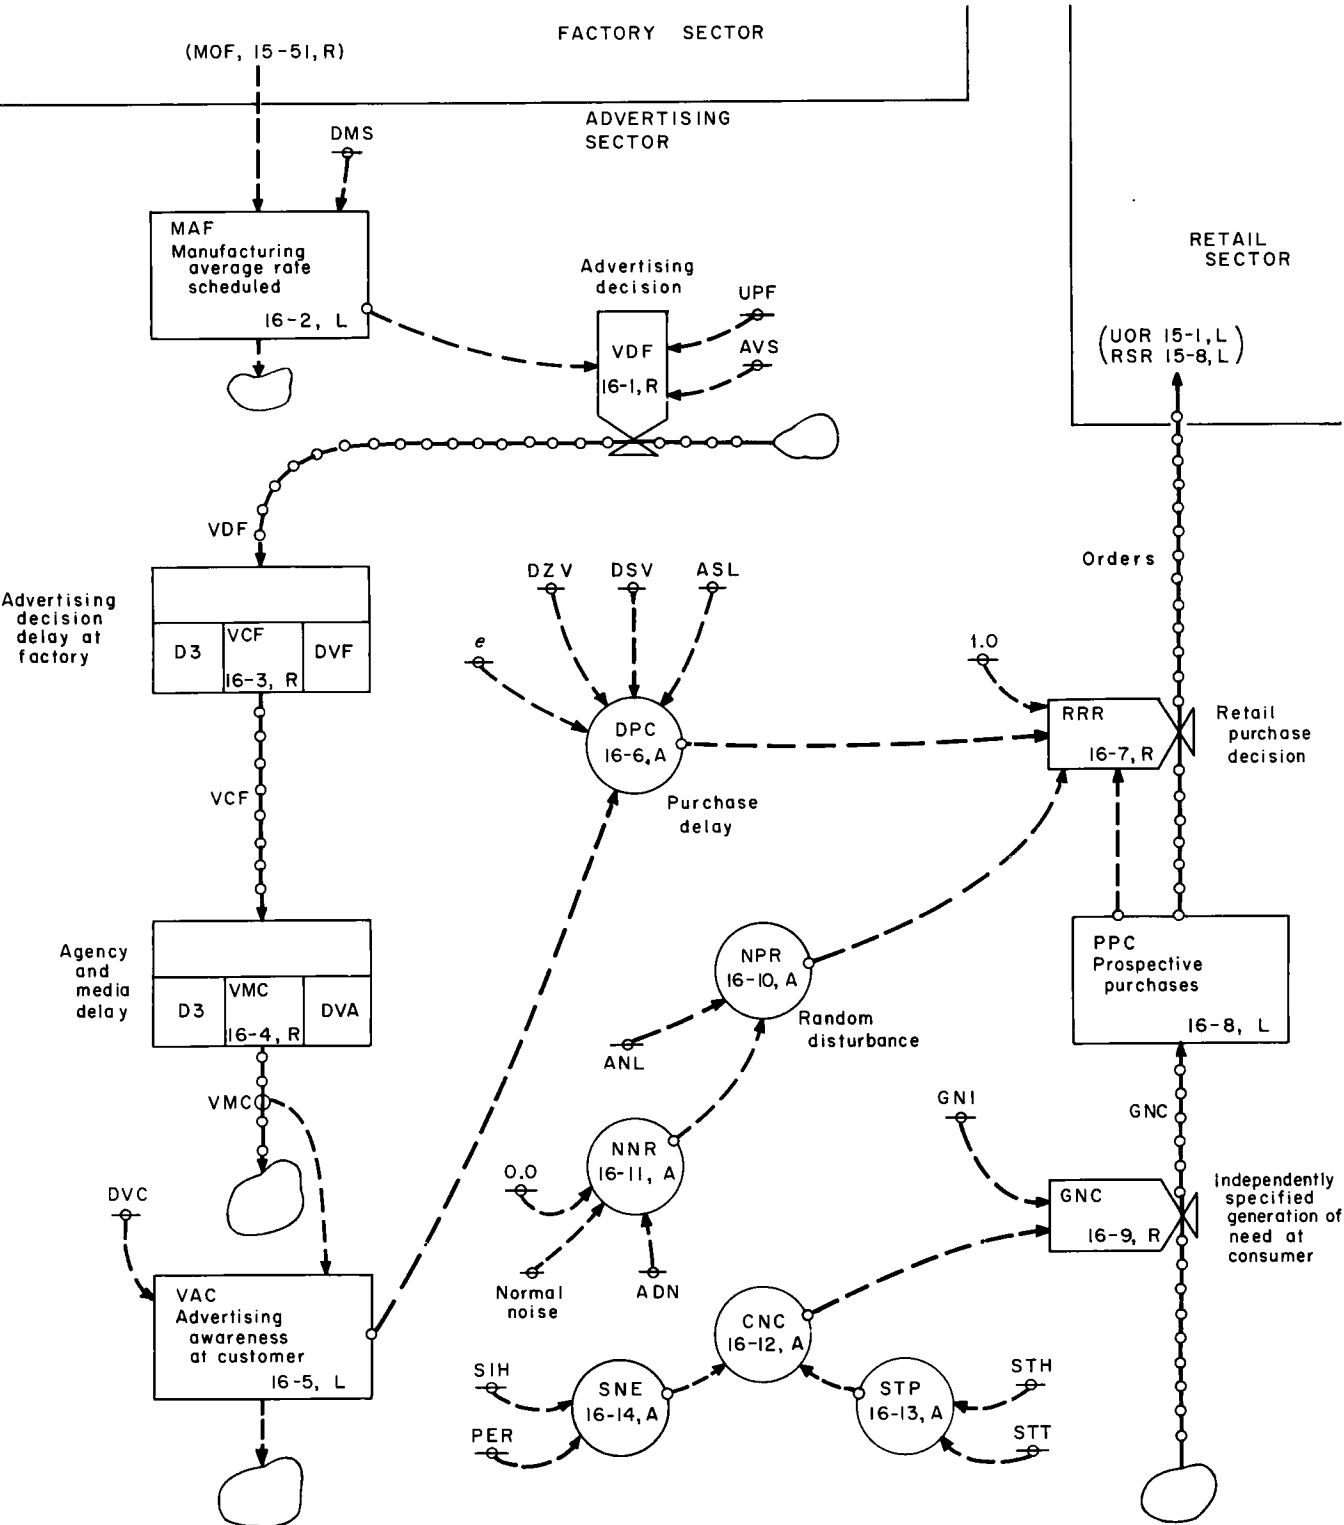 FACTORY SECTOR
(MOF, 15-51, R)
ADVERTISING
SECTOR
DMS
MAF
Manufacturing
average rate
scheduled
16-2, L
Advertising
decision
UPF
VDF
AVS
16-1, R
RETAIL
SECTOR
(UOR 15-1, L)
(RSR 15-8, L)
VDF
Orders
Advertising
decision
delay at
factory
D3
VCF
16-3, R
DVF
DZV
DSV
ASL
e
1.0
DPC
16-6, A
Purchase
delay
RRR
16-7, R
Retail
purchase
decision
VCF
Agency
and
media
delay
D3
VMC
16-4, R
DVA
NPR
16-10, A
Random
disturbance
ANL
PPC
Prospective
purchases
16-8, L
VMC
GNI
GNC
NNR
16-11, A
0.0
Normal
noise
ADN
DVC
GNC
16-9, R
Independently
specified
generation of
need at
consumer
VAC
Advertising
awareness
at customer
16-5, L
CNC
16-12, A
SIH
SNE
16-14, A
PER
STP
16-13, A
STH
STT